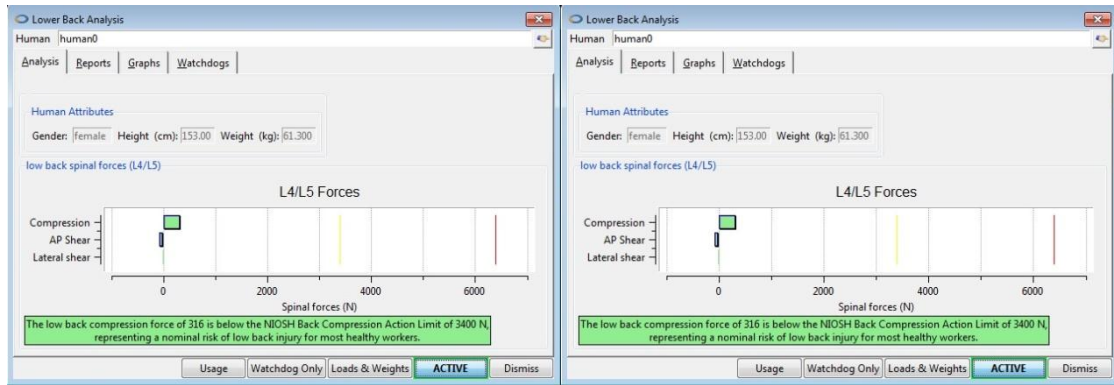 Lower Back Analysis
Human human0
Analysis Reports Graphs Watchdogs
Human Attributes
Gender: female Height (cm): 153.00 Weight (kg): 61.300
low back spinal forces (L4/L5)
L4/L5 Forces
Compression
AP Shear
Lateral shear
0 2000 4000 6000
Spinal forces (N)
The low back compression force of 316 is below the NIOSH Back Compression Action Limit of 3400 N,
representing a nominal risk of low back injury for most healthy workers.
Usage Watchdog Only Loads & Weights ACTIVE Dismiss
Lower Back Analysis
Human human0
Analysis Reports Graphs Watchdogs
Human Attributes
Gender: female Height (cm): 153.00 Weight (kg): 61.300
low back spinal forces (L4/L5)
L4/L5 Forces
Compression
AP Shear
Lateral shear
0 2000 4000 6000
Spinal forces (N)
The low back compression force of 316 is below the NIOSH Back Compression Action Limit of 3400 N,
representing a nominal risk of low back injury for most healthy workers.
Usage Watchdog Only Loads & Weights ACTIVE Dismiss